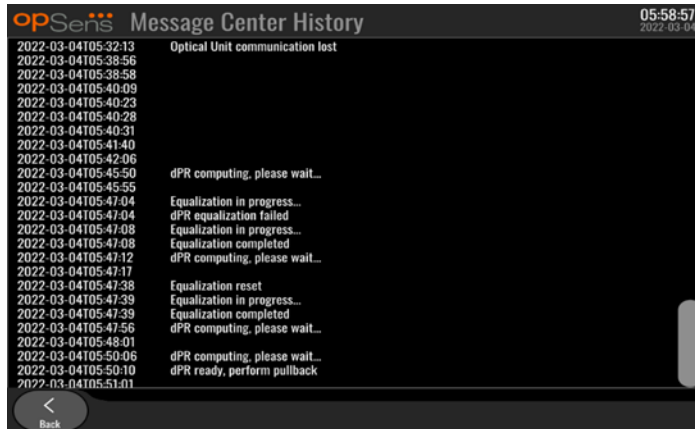 opSens Message Center History 05:58:57
2022-03-04
2022-03-04T05:32:13 Optical Unit communication lost
2022-03-04T05:38:56
2022-03-04T05:38:58
2022-03-04T05:40:09
2022-03-04T05:40:23
2022-03-04T05:40:28
2022-03-04T05:40:31
2022-03-04T05:41:40
2022-03-04T05:42:06
2022-03-04T05:45:50 dPR computing, please wait...
2022-03-04T05:45:55
2022-03-04T05:47:04 Equalization in progress...
2022-03-04T05:47:04 dPR equalization failed
2022-03-04T05:47:08 Equalization in progress...
2022-03-04T05:47:08 Equalization completed
2022-03-04T05:47:12 dPR computing, please wait...
2022-03-04T05:47:17
2022-03-04T05:47:38 Equalization reset
2022-03-04T05:47:39 Equalization in progress...
2022-03-04T05:47:39 Equalization completed
2022-03-04T05:47:56 dPR computing, please wait...
2022-03-04T05:48:01
2022-03-04T05:50:06 dPR computing, please wait...
2022-03-04T05:50:10 dPR ready, perform pullback
2022-03-04T05:51:01
Back